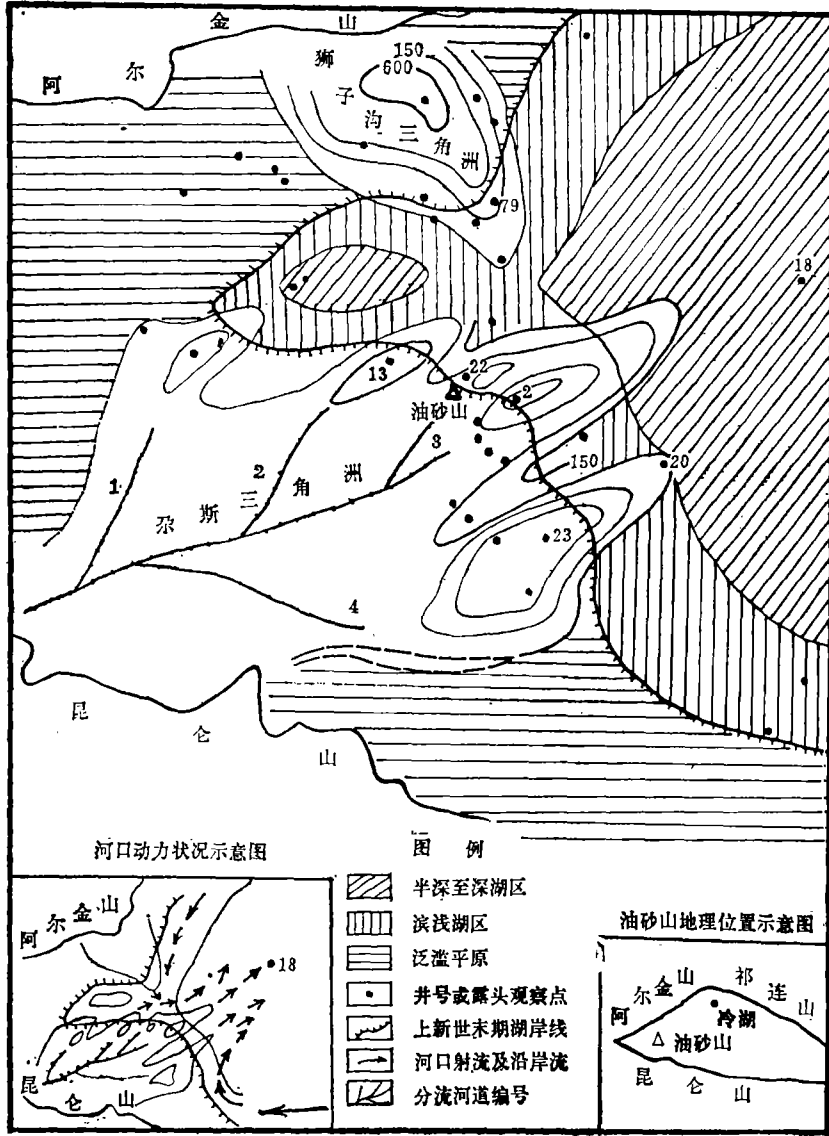 阿尔金山
150
600
狮子沟三角洲
79
18
22
13
2
油砂山
3
150
20
1
2
尕斯三角洲
23
4
昆仑山
河口动力状况示意图
阿尔金山
18
昆仑山
图例
半深至深湖区
滨浅湖区
泛滥平原
井号或露头观察点
上新世末期湖岸线
河口射流及沿岸流
分流河道编号
油砂山地理位置示意图
阿尔金山
祁连山
冷湖
油砂山
昆仑山